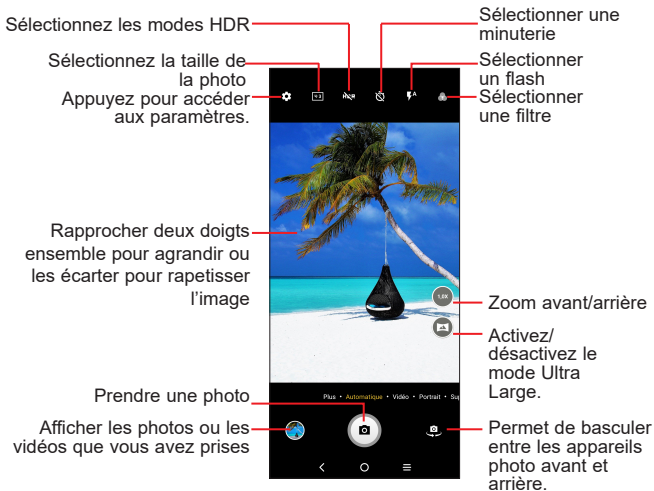 Sélectionnez les modes HDR
Sélectionnez la taille de
la photo
Appuyez pour accéder
aux paramètres.
Sélectionner une
minuterie
Sélectionner
un flash
Sélectionner
une filtre
Rapprocher deux doigts
ensemble pour agrandir ou
les écarter pour rapetisser
l'image
1.0X
Zoom avant/arrière
Activez/
désactivez le
mode Ultra
Large.
Plus • Automatique • Vidéo • Portrait • Su
Prendre une photo
Afficher les photos ou les
vidéos que vous avez prises
Permet de basculer
entre les appareils
photo avant et
arrière.